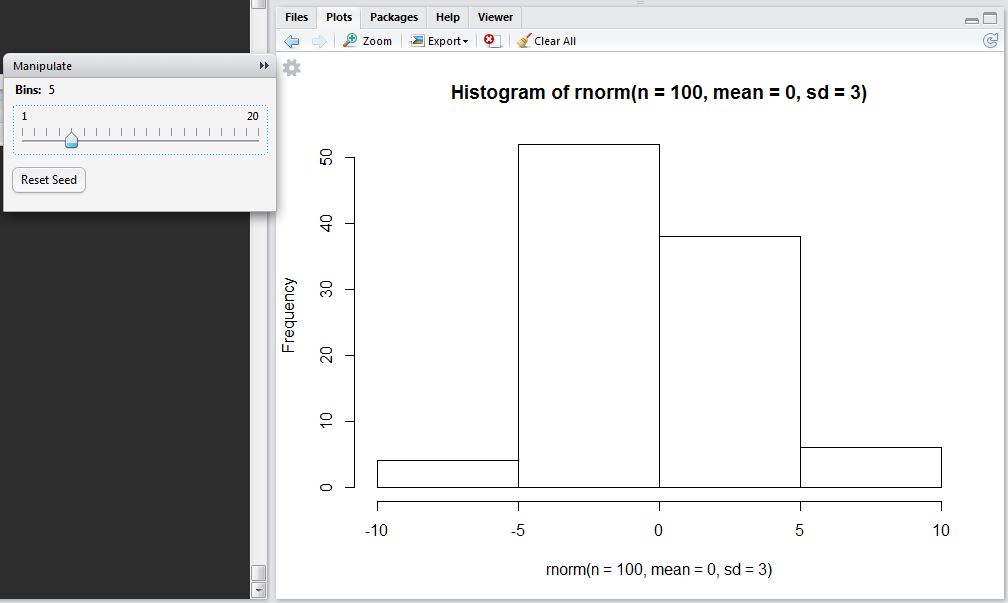 Files Plots Packages Help Viewer
Zoom Export Clear All
Manipulate
Bins: 5
1 20
Reset Seed
Histogram of rnorm(n = 100, mean = 0, sd = 3)
Frequency
50
40
30
20
10
0
-10 -5 0 5 10
rnorm(n = 100, mean = 0, sd = 3)